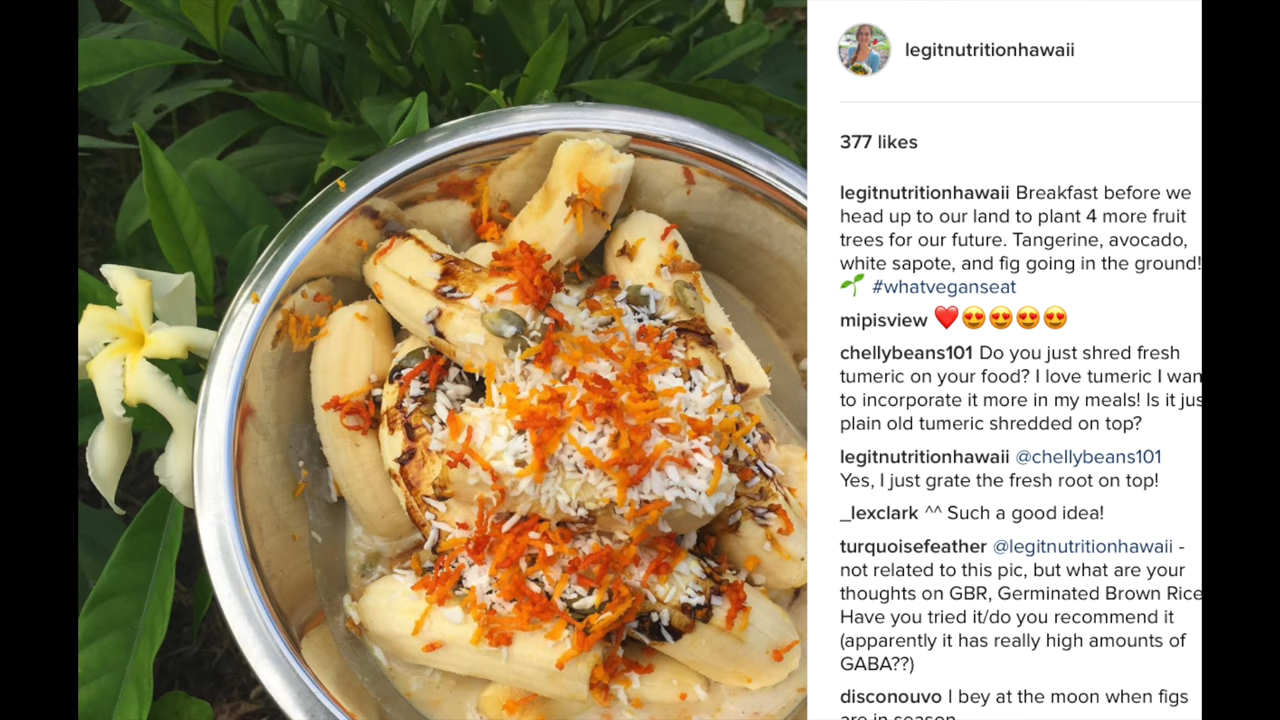 legitnutritionhawaii
377 likes
legitnutritionhawaii Breakfast before we
head up to our land to plant 4 more fruit
trees for our future. Tangerine, avocado,
white sapote, and fig going in the ground!
🌱 #whatveganseat
mipisview ❤️😍😍😍😍
chellybeans101 Do you just shred fresh
tumeric on your food? I love tumeric I wan
to incorporate it more in my meals! Is it jus
plain old tumeric shredded on top?
legitnutritionhawaii @chellybeans101
Yes, I just grate the fresh root on top!
_lexclark ^^ Such a good idea!
turquoisefeather @legitnutritionhawaii -
not related to this pic, but what are your
thoughts on GBR, Germinated Brown Rice
Have you tried it/do you recommend it
(apparently it has really high amounts of
GABA??)
disconouvo I bey at the moon when figs
are in season